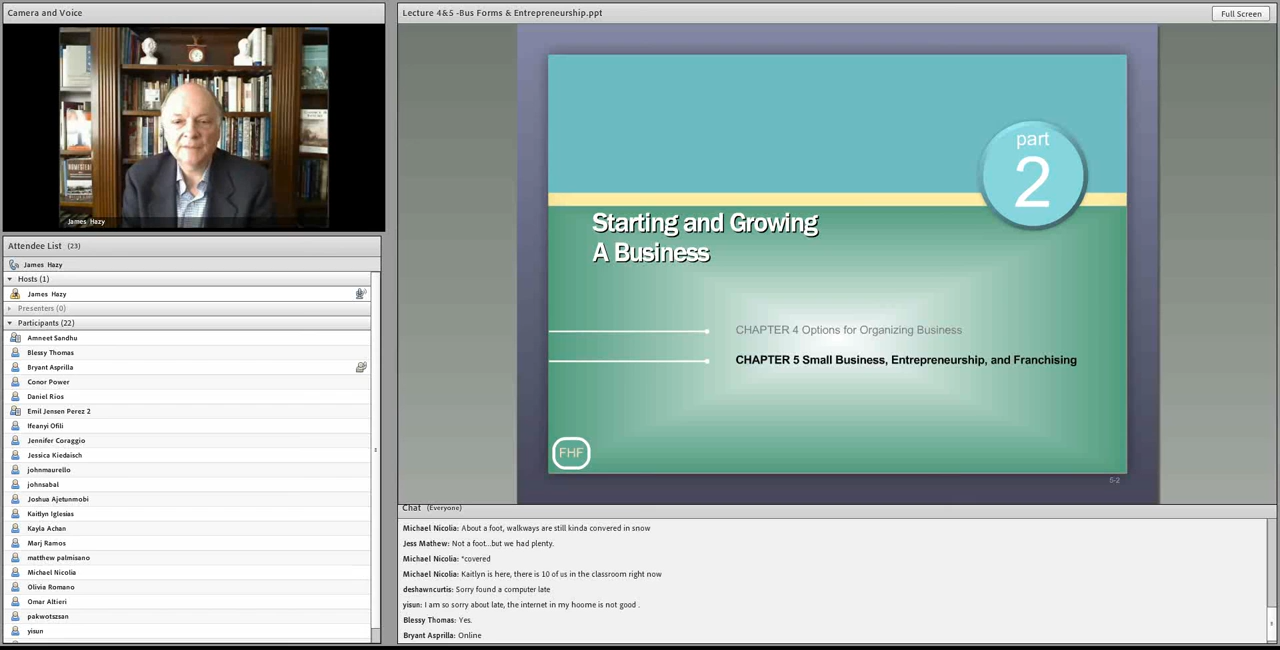 Camera and Voice
James Hazy
Attendee List (23)
James Hazy
Hosts (1)
James Hazy
Presenters (0)
Participants (22)
Amneet Sandhu
Blessy Thomas
Bryant Asprilla
Conor Power
Daniel Rios
Emil Jensen Perez 2
Ifeanyi Ofili
Jennifer Coraggio
Jessica Kiedaisch
johnmaurello
johnsabal
Joshua Ajetunmobi
Kaitlyn Iglesias
Kayla Achan
Marj Ramos
matthew palmisano
Michael Nicolia
Olivia Romano
Omar Altieri
pakwotszsan
yisun
Lecture 4&5 -Bus Forms & Entrepreneurship.ppt
Full Screen
part
2
Starting and Growing
A Business
CHAPTER 4 Options for Organizing Business
CHAPTER 5 Small Business, Entrepreneurship, and Franchising
FHF
5-2
Chat (Everyone)
Michael Nicolia: About a foot, walkways are still kinda convered in snow
Jess Mathew: Not a foot...but we had plenty.
Michael Nicolia: *covered
Michael Nicolia: Kaitlyn is here, there is 10 of us in the classroom right now
deshawncurtis: Sorry found a computer late
yisun: I am so sorry about late, the internet in my hoome is not good .
Blessy Thomas: Yes.
Bryant Asprilla: Online